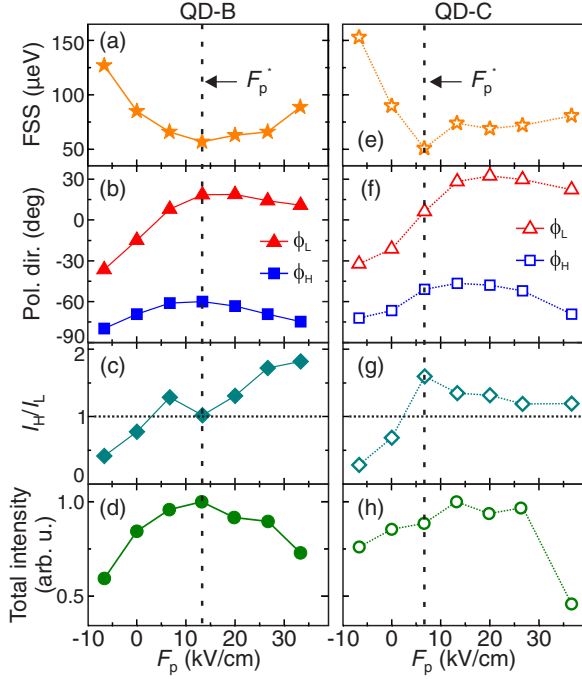 QD-B QD-C
FSS (μeV)
150
100
50
(a)
F_p^*
(e)
F_p^*
Pol. dir. (deg)
30
0
-30
-60
-90
(b)
ϕ_L
ϕ_H
(f)
ϕ_L
ϕ_H
I_H/I_L
2
1
0
(c)
(g)
Total intensity
(arb. u.)
1.0
0.5
(d)
(h)
-10 0 10 20 30
0 10 20 30
F_p (kV/cm) F_p (kV/cm)